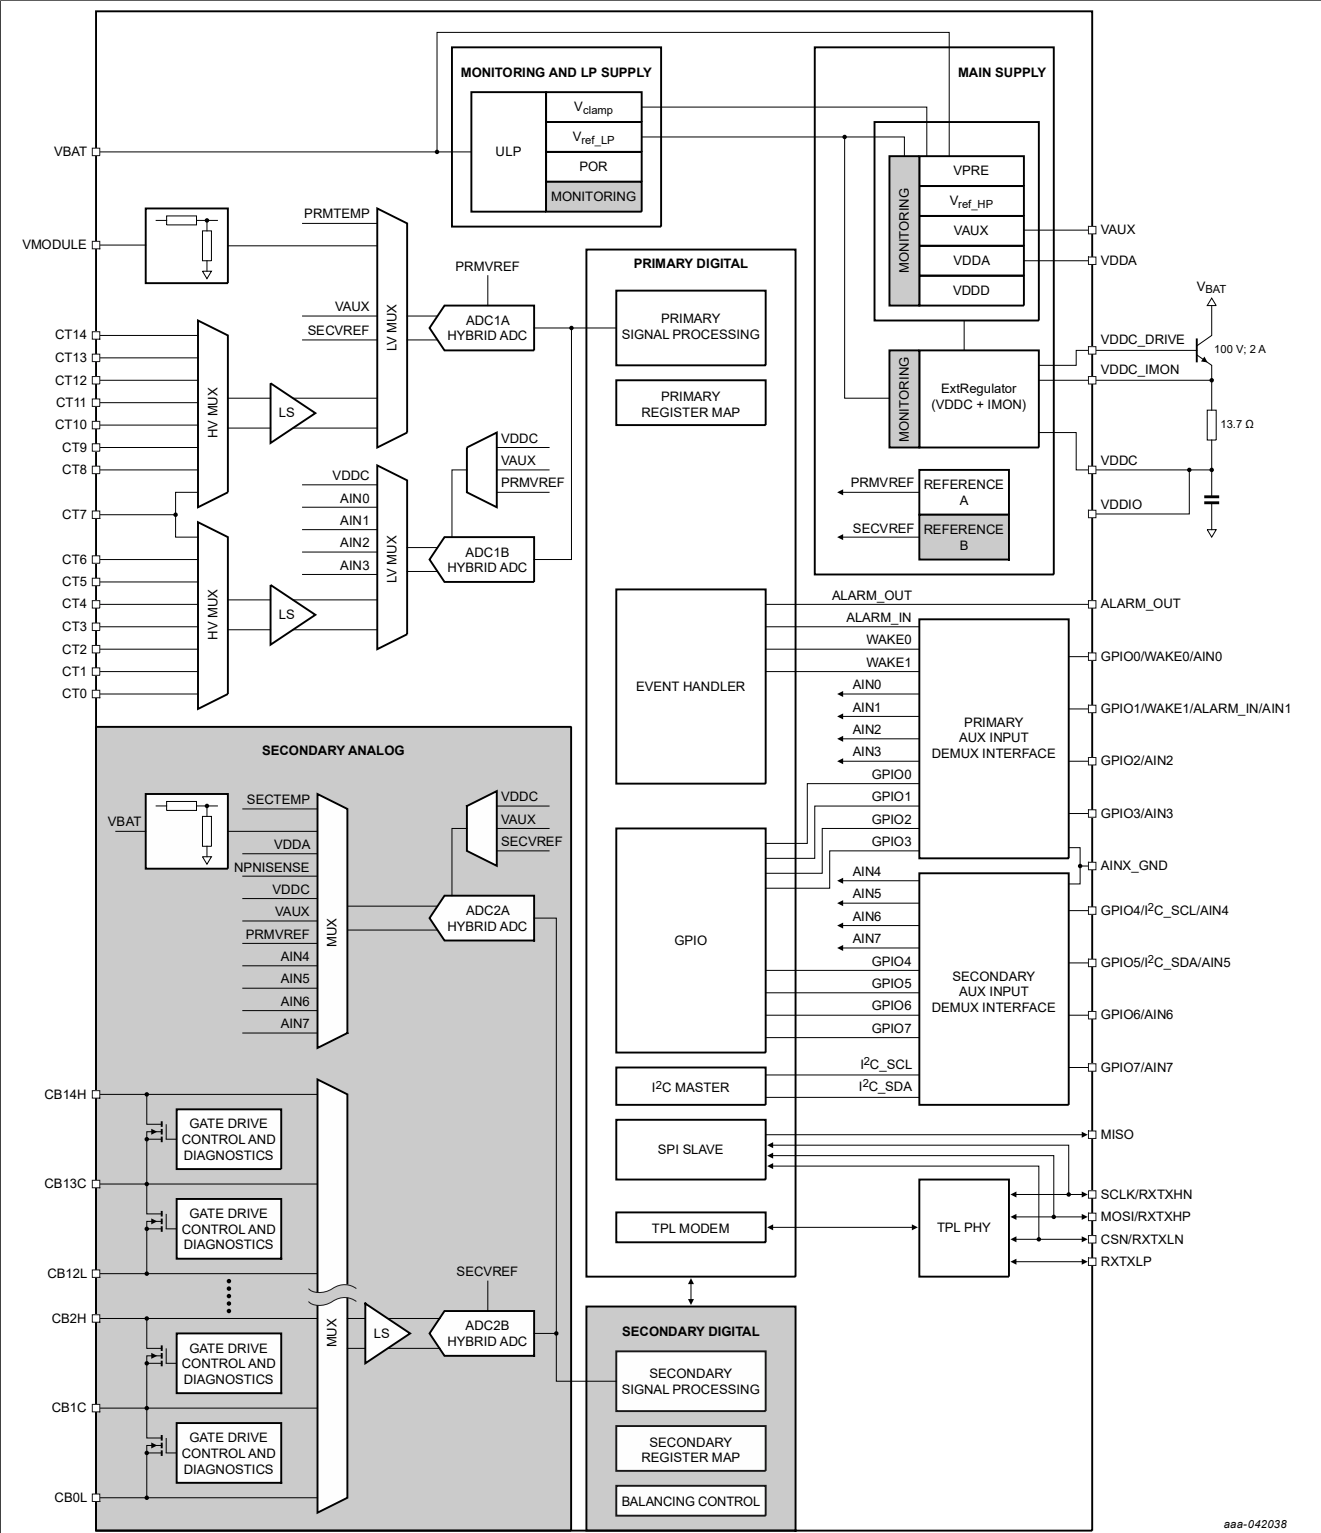 MONITORING AND LP SUPPLY
ULP
Vclamp
Vref_LP
POR
MONITORING
MAIN SUPPLY
MONITORING
VPRE
Vref_HP
VAUX
VDDA
VDDD
MONITORING
ExtRegulator
(VDDC + IMON)
PRMVREF
REFERENCE
A
SECVREF
REFERENCE
B
VBAT
VMODULE
CT14
CT13
CT12
CT11
CT10
CT9
CT8
CT7
CT6
CT5
CT4
CT3
CT2
CT1
CT0
HV MUX
HV MUX
LS
LS
PRMTEMP
VAUX
SECVREF
LV MUX
PRMVREF
ADC1A
HYBRID ADC
VDDC
AIN0
AIN1
AIN2
AIN3
LV MUX
VDDC
VAUX
PRMVREF
ADC1B
HYBRID ADC
PRIMARY DIGITAL
PRIMARY
SIGNAL PROCESSING
PRIMARY
REGISTER MAP
EVENT HANDLER
GPIO
I2C MASTER
SPI SLAVE
TPL MODEM
ALARM_OUT
ALARM_IN
WAKE0
WAKE1
AIN0
AIN1
AIN2
AIN3
GPIO0
GPIO1
GPIO2
GPIO3
AIN4
AIN5
AIN6
AIN7
GPIO4
GPIO5
GPIO6
GPIO7
I2C_SCL
I2C_SDA
PRIMARY
AUX INPUT
DEMUX INTERFACE
SECONDARY
AUX INPUT
DEMUX INTERFACE
TPL PHY
VAUX
VDDA
VBAT
VDDC_DRIVE
100 V; 2 A
VDDC_IMON
13.7 Ω
VDDC
VDDIO
ALARM_OUT
GPIO0/WAKE0/AIN0
GPIO1/WAKE1/ALARM_IN/AIN1
GPIO2/AIN2
GPIO3/AIN3
AINX_GND
GPIO4/I2C_SCL/AIN4
GPIO5/I2C_SDA/AIN5
GPIO6/AIN6
GPIO7/AIN7
MISO
SCLK/RXTXHN
MOSI/RXTXHP
CSN/RXTXLN
RXTXLP
SECONDARY ANALOG
VBAT
SECTEMP
VDDA
NPNISENSE
VDDC
VAUX
PRMVREF
AIN4
AIN5
AIN6
AIN7
MUX
VDDC
VAUX
SECVREF
ADC2A
HYBRID ADC
CB14H
GATE DRIVE
CONTROL AND
DIAGNOSTICS
CB13C
GATE DRIVE
CONTROL AND
DIAGNOSTICS
CB12L
CB2H
GATE DRIVE
CONTROL AND
DIAGNOSTICS
CB1C
GATE DRIVE
CONTROL AND
DIAGNOSTICS
CB0L
MUX
LS
SECVREF
ADC2B
HYBRID ADC
SECONDARY DIGITAL
SECONDARY
SIGNAL PROCESSING
SECONDARY
REGISTER MAP
BALANCING CONTROL
aaa-042038